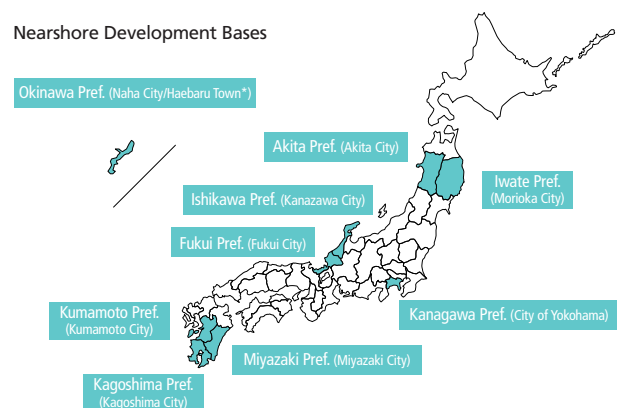 Nearshore Development Bases
Okinawa Pref. (Naha City/Haebaru Town*)
Akita Pref. (Akita City)
Iwate Pref.
(Morioka City)
Ishikawa Pref. (Kanazawa City)
Fukui Pref. (Fukui City)
Kumamoto Pref.
(Kumamoto City)
Kanagawa Pref. (City of Yokohama)
Miyazaki Pref. (Miyazaki City)
Kagoshima Pref.
(Kagoshima City)